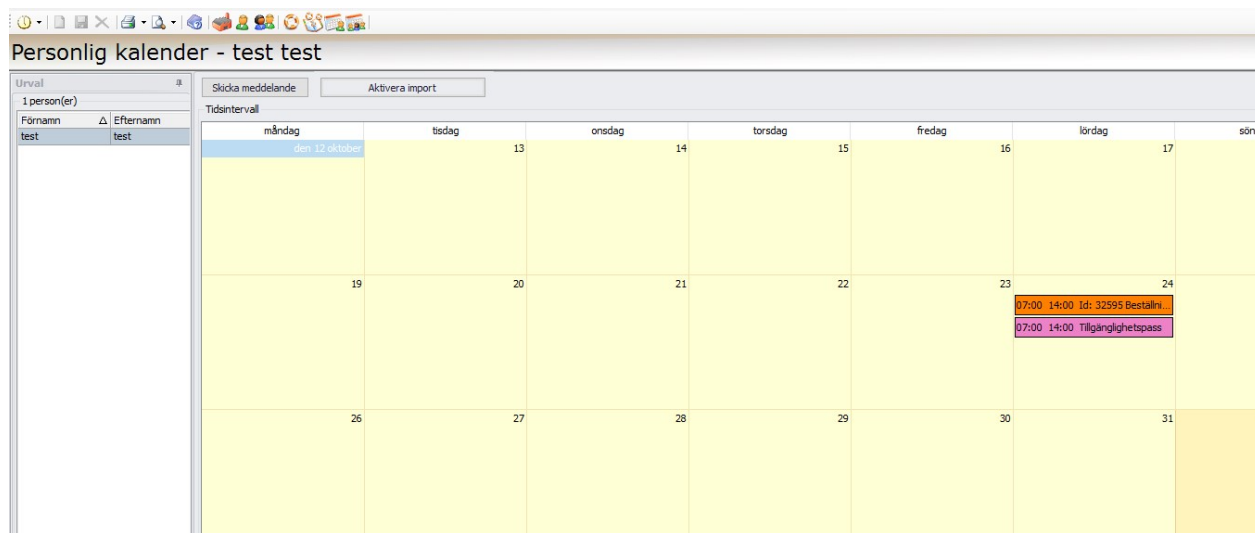 Personlig kalender - test test
Urval
1 person(er)
Förnamn Efternamn
test test
Skicka meddelande Aktivera import
Tidsintervall
måndag tisdag onsdag torsdag fredag lördag sön
den 12 oktober 13 14 15 16 17
19 20 21 22 23 24
07:00 14:00 Id: 32595 Beställni...
07:00 14:00 Tillgänglighetspass
26 27 28 29 30 31